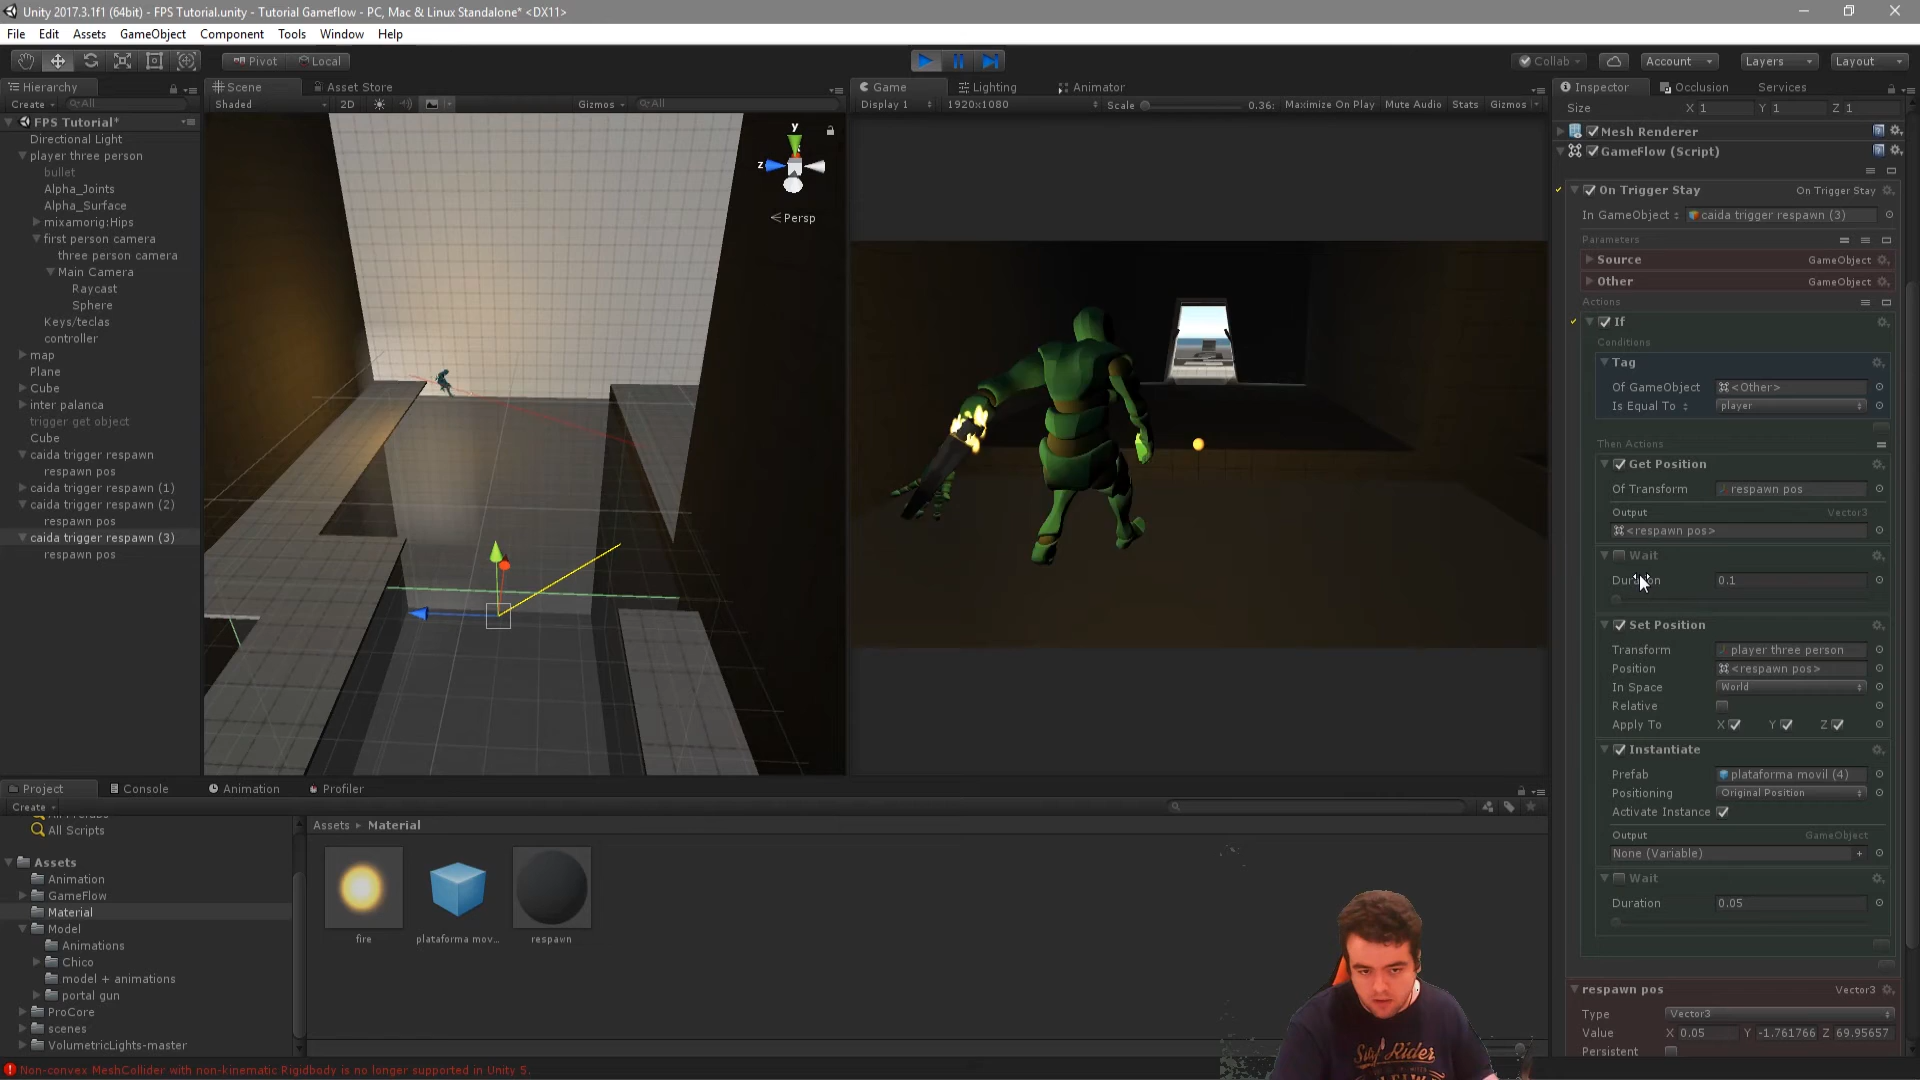 Unity 2017.3.1f1 (64bit) - FPS Tutorial.unity - Tutorial Gameflow - PC, Mac & Linux Standalone* <DX11>
File Edit Assets GameObject Component Tools Window Help
Pivot Local Collab Account Layers Layout
Hierarchy
Create All
FPS Tutorial*
Directional Light
player three person
bullet
Alpha_Joints
Alpha_Surface
mixamorig:Hips
first person camera
three person camera
Main Camera
Raycast
Sphere
Keys/teclas
controller
map
Plane
Cube
inter palanca
trigger get object
Cube
caida trigger respawn
respawn pos
caida trigger respawn (1)
caida trigger respawn (2)
respawn pos
caida trigger respawn (3)
respawn pos
Scene Asset Store
Shaded 2D Gizmos All
y
z
Persp
Game Lighting Animator
Display 1 1920x1080 Scale 0.36: Maximize On Play Mute Audio Stats Gizmos
Inspector Occlusion Services
Size X 1 Y 1 Z 1
Mesh Renderer
GameFlow (Script)
On Trigger Stay On Trigger Stay
In GameObject caida trigger respawn (3)
Parameters
Source GameObject
Other GameObject
Actions
If
Conditions
Tag
Of GameObject <Other>
Is Equal To player
Then Actions
Get Position
Of Transform respawn pos
Output Vector3
<respawn pos>
Wait
Duration 0.1
Set Position
Transform player three person
Position <respawn pos>
In Space World
Relative
Apply To X Y Z
Instantiate
Prefab plataforma movil (4)
Positioning Original Position
Activate Instance
Output GameObject
None (Variable)
Wait
Duration 0.05
respawn pos Vector3
Type Vector3
Value X 0.05 Y -1.761766 Z 69.95657
Persistent
Project Console Animation Profiler
Create
All Prefabs
All Scripts
Assets
Animation
GameFlow
Material
Model
Animations
Chico
model + animations
portal gun
ProCore
scenes
VolumetricLights-master
Assets Material
fire plataforma mov... respawn
Non-convex MeshCollider with non-kinematic Rigidbody is no longer supported in Unity 5.